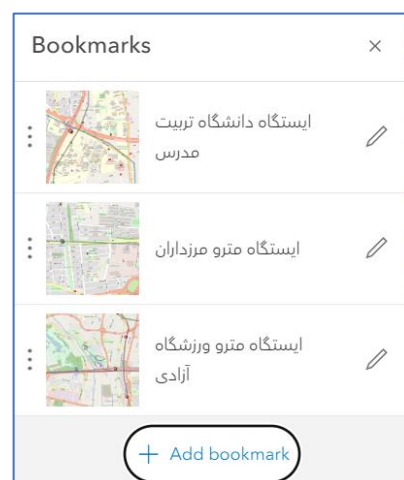 Bookmarks
ایستگاه دانشگاه تربیت
مدرس
ایستگاه مترو مرزداران
ایستگاه مترو ورزشگاه
آزادی
Add bookmark